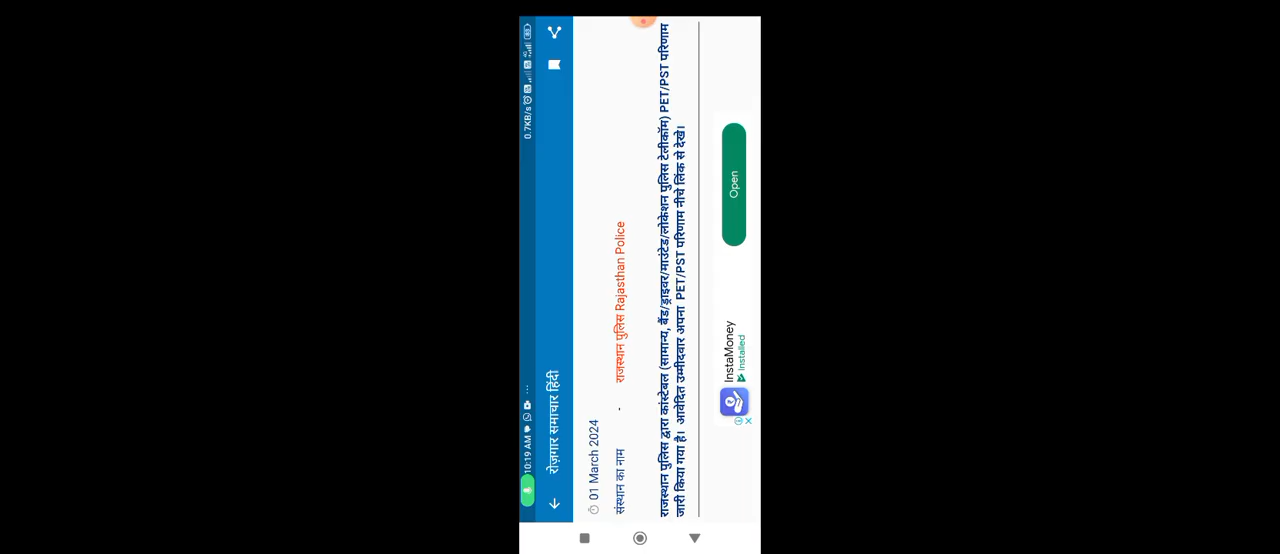 10:19 AM ...
0.7KB/s
रोज़गार समाचार हिंदी
01 March 2024
संस्थान का नाम - राजस्थान पुलिस Rajasthan Police
राजस्थान पुलिस द्वारा कांस्टेबल (सामान्य, बैंड/ड्राइवर/माउंटेड/लोकेशन पुलिस टेलीकॉम) PET/PST परिणाम
जारी किया गया है। आवेदित उम्मीदवार अपना PET/PST परिणाम नीचे लिंक से देखें।
InstaMoney
Installed
Open